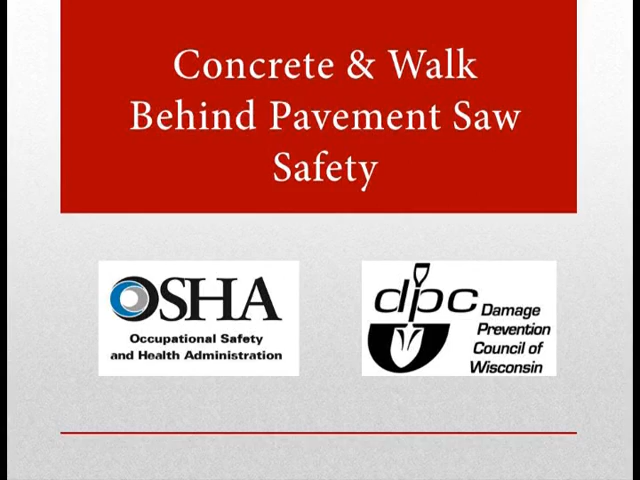 Concrete & Walk
Behind Pavement Saw
Safety
OSHA
Occupational Safety
and Health Administration
dpc
Damage
Prevention
Council of
Wisconsin